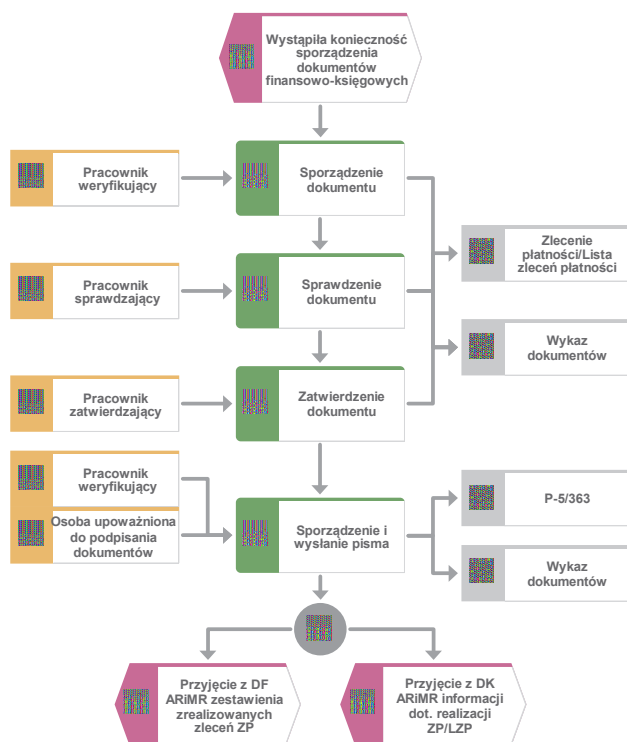 Wystąpiła konieczność
sporządzenia
dokumentów
finansowo-księgowych
Pracownik
weryfikujący
Sporządzenie
dokumentu
Zlecenie
płatności/Lista
zleceń płatności
Pracownik
sprawdzający
Sprawdzenie
dokumentu
Wykaz
dokumentów
Pracownik
zatwierdzający
Zatwierdzenie
dokumentu
Pracownik
weryfikujący
Osoba upoważniona
do podpisania
dokumentów
Sporządzenie i
wysłanie pisma
P-5/363
Wykaz
dokumentów
Przyjęcie z DF
ARiMR zestawienia
zrealizowanych
zleceń ZP
Przyjęcie z DK
ARiMR informacji
dot. realizacji
ZP/LZP